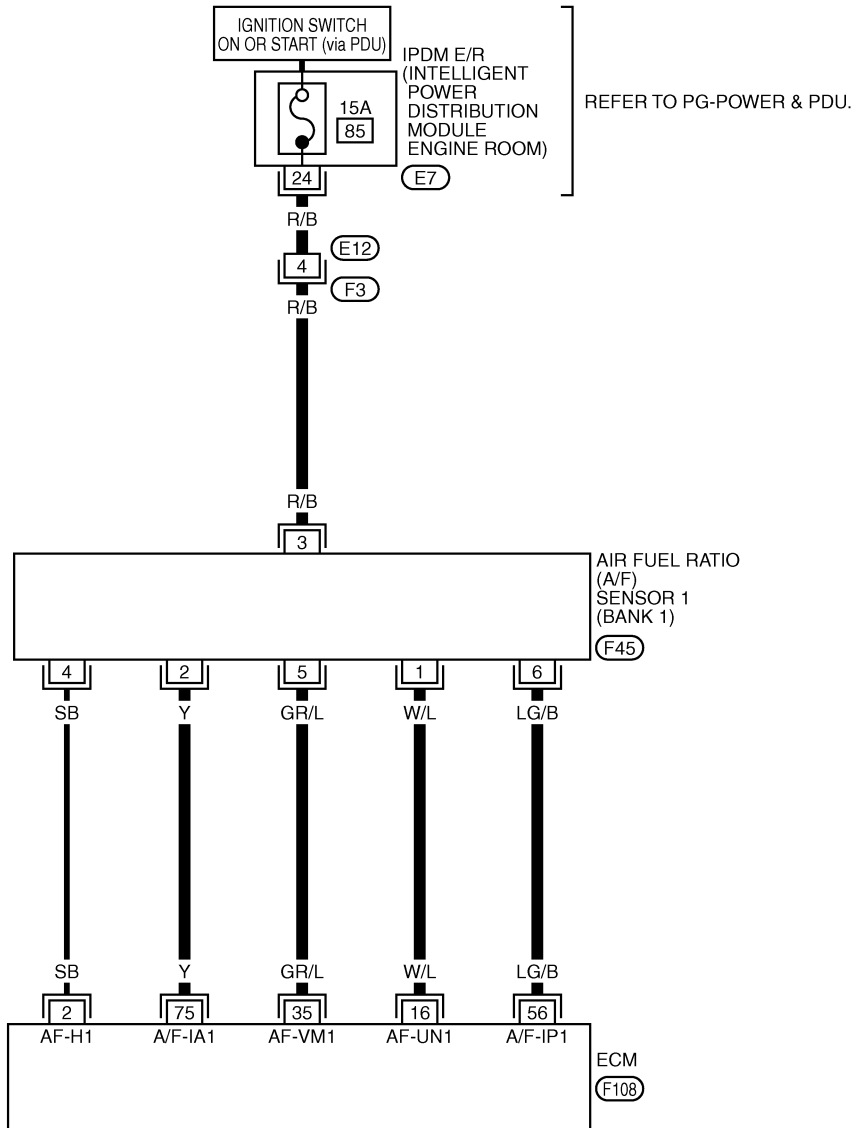 IGNITION SWITCH
ON OR START (via PDU)
IPDM E/R
(INTELLIGENT
POWER
DISTRIBUTION
MODULE
ENGINE ROOM)
REFER TO PG-POWER & PDU.
15A
85
24
E7
R/B
E12
4
F3
R/B
R/B
3
AIR FUEL RATIO
(A/F)
SENSOR 1
(BANK 1)
F45
4 2 5 1 6
SB Y GR/L W/L LG/B
SB Y GR/L W/L LG/B
2 75 35 16 56
AF-H1 A/F-IA1 AF-VM1 AF-UN1 A/F-IP1
ECM
F108